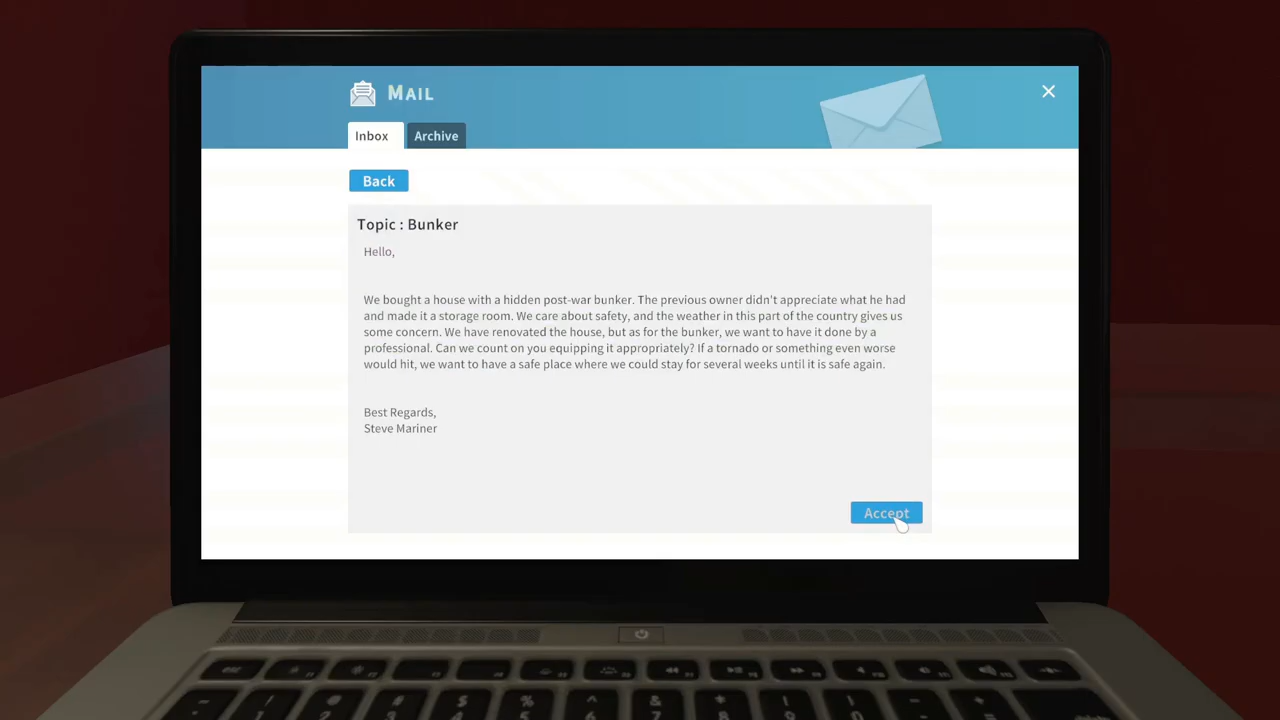 MAIL
Inbox
Archive
Back
Topic : Bunker
Hello,
We bought a house with a hidden post-war bunker. The previous owner didn't appreciate what he had
and made it a storage room. We care about safety, and the weather in this part of the country gives us
some concern. We have renovated the house, but as for the bunker, we want to have it done by a
professional. Can we count on you equipping it appropriately? If a tornado or something even worse
would hit, we want to have a safe place where we could stay for several weeks until it is safe again.
Best Regards,
Steve Mariner
Accept